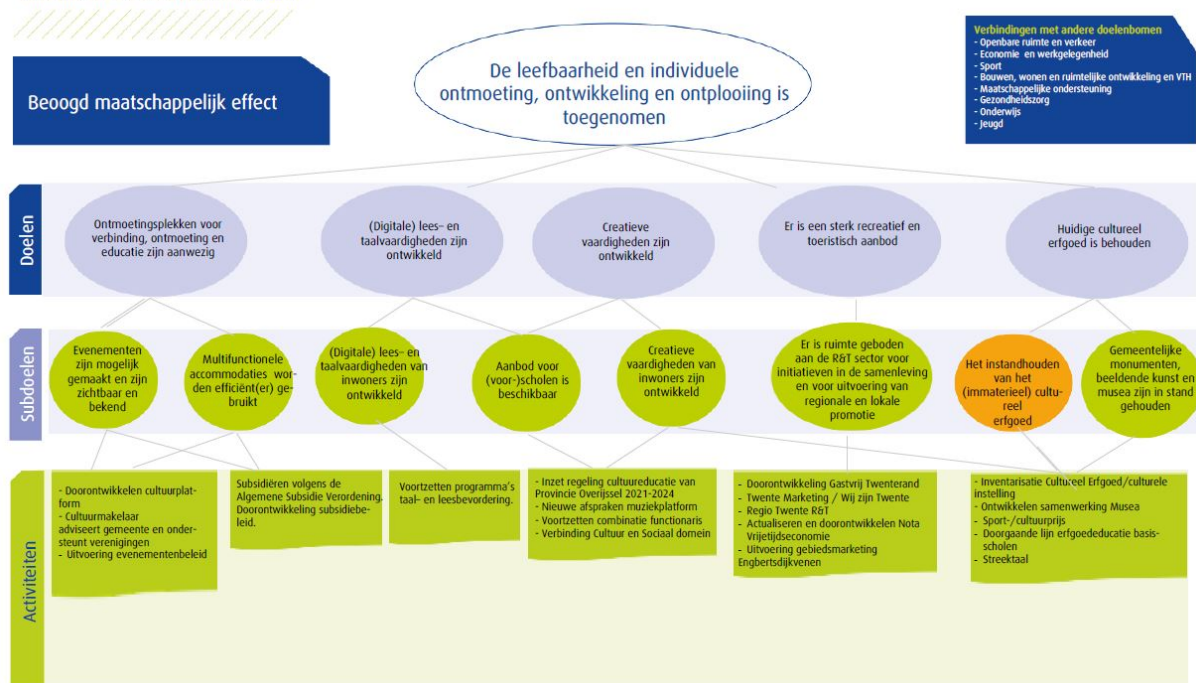 Beoogd maatschappelijk effect
De leefbaarheid en individuele
ontmoeting, ontwikkeling en ontplooiing is
toegenomen
Verbindingen met andere doelenbomen
- Openbare ruimte en verkeer
- Economie en werkgelegenheid
- Sport
- Bouwen, wonen en ruimtelijke ontwikkeling en VTH
- Maatschappelijke ondersteuning
- Gezondheidszorg
- Onderwijs
- Jeugd
Doelen
Ontmoetingsplekken voor
verbinding, ontmoeting en
educatie zijn aanwezig
(Digitale) lees- en
taalvaardigheden zijn
ontwikkeld
Creatieve
vaardigheden zijn
ontwikkeld
Er is een sterk recreatief en
toeristisch aanbod
Huidige cultureel
erfgoed is behouden
Subdoelen
Evenementen
zijn mogelijk
gemaakt en zijn
zichtbaar en
bekend
Multifunctionele
accommodaties wor-
den efficiënt(er) ge-
bruikt
(Digitale) lees- en
taalvaardigheden van
inwoners zijn
ontwikkeld
Aanbod voor
(voor-)scholen is
beschikbaar
Creatieve
vaardigheden van
inwoners zijn
ontwikkeld
Er is ruimte geboden
aan de R&T sector voor
initiatieven in de samenleving
en voor uitvoering van
regionale en lokale
promotie
Het instandhouden
van het
(immaterieel) cultu-
reel
erfgoed
Gemeentelijke
monumenten,
beeldende kunst en
musea zijn in stand
gehouden
Activiteiten
- Doorontwikkelen cultuurplat-
form
- Cultuurmakelaar
adviseert gemeente en onder-
steunt verenigingen
- Uitvoering evenementenbeleid
Subsidiëren volgens de
Algemene Subsidie Verordening.
Doorontwikkeling subsidiebe-
leid.
Voortzetten programma's
taal- en leesbevordering.
- Inzet regeling cultuureducatie van
Provincie Overijssel 2021-2024
- Nieuwe afspraken muziekplatform
- Voortzetten combinatie functionaris
- Verbinding Cultuur en Sociaal domein
- Doorontwikkeling Gastvrij Twenterand
- Twente Marketing / Wij zijn Twente
- Regio Twente R&T
- Actualiseren en doorontwikkelen Nota
Vrijetijdseconomie
- Uitvoering gebiedsmarketing
Engbertsdijkvenen
- Inventarisatie Cultureel Erfgoed/culturele
instelling
- Ontwikkelen samenwerking Musea
- Sport-/cultuurprijs
- Doorgaande lijn erfgoededucatie basis-
scholen
- Streektaal